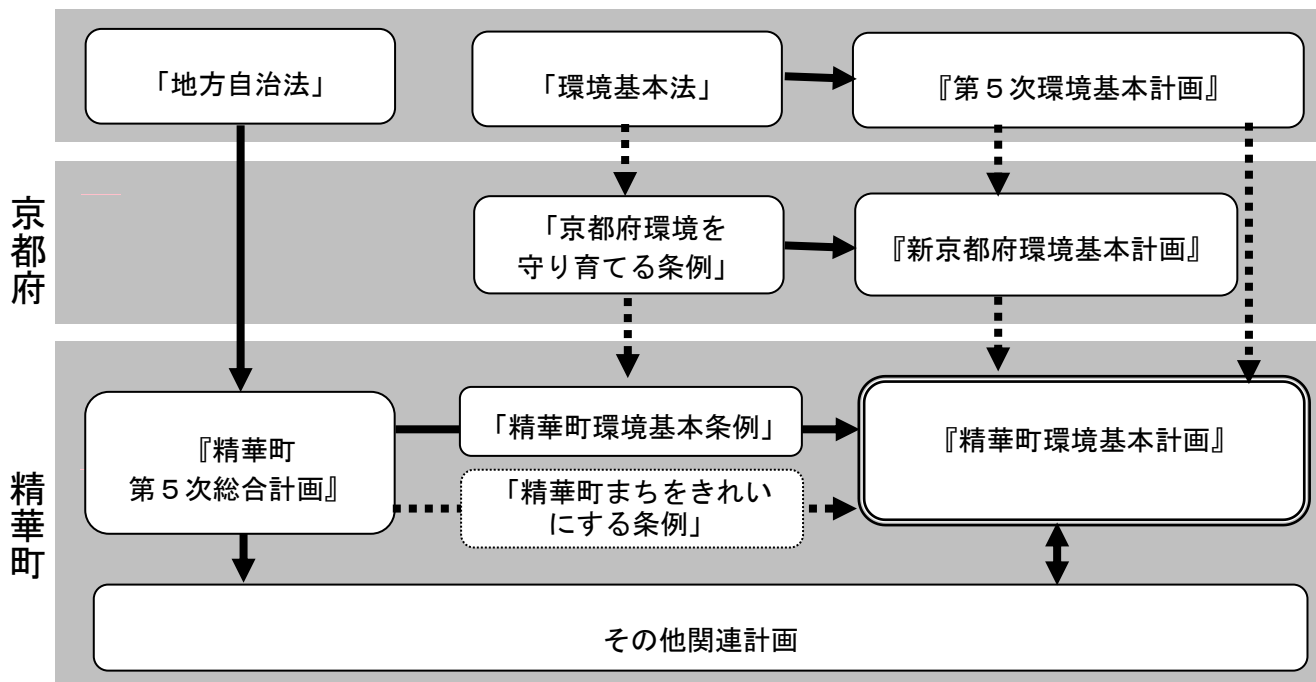 「地方自治法」
「環境基本法」
『第５次環境基本計画』
京都府
「京都府環境を
守り育てる条例」
『新京都府環境基本計画』
精華町
『精華町
第５次総合計画』
「精華町環境基本条例」
「精華町まちをきれい
にする条例」
『精華町環境基本計画』
その他関連計画